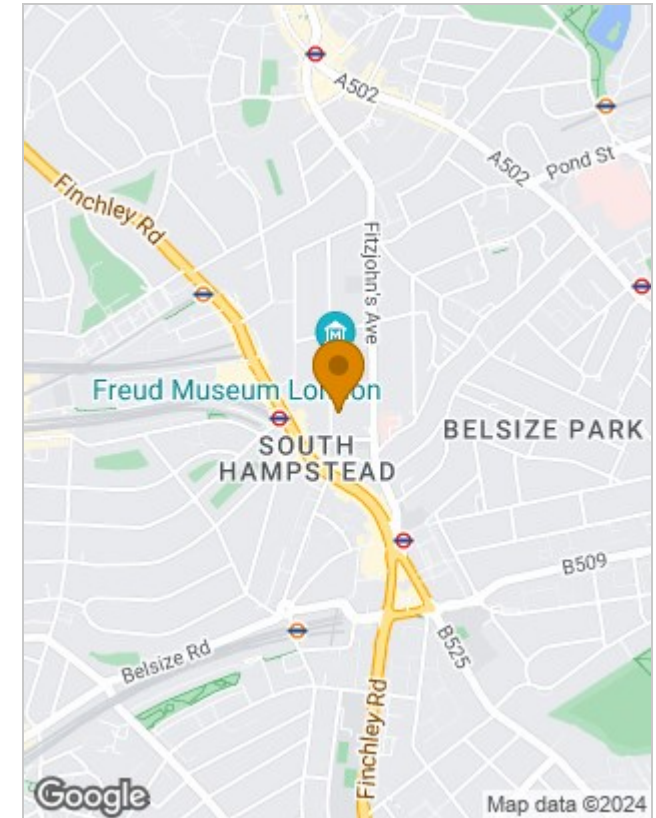 A502
A502
Pond St
Finchley Rd
Fitzjohn's Ave
M
Freud Museum London
BELSIZE PARK
SOUTH
HAMPSTEAD
B509
Belsize Rd
B525
Finchley Rd
Google
Map data ©2024